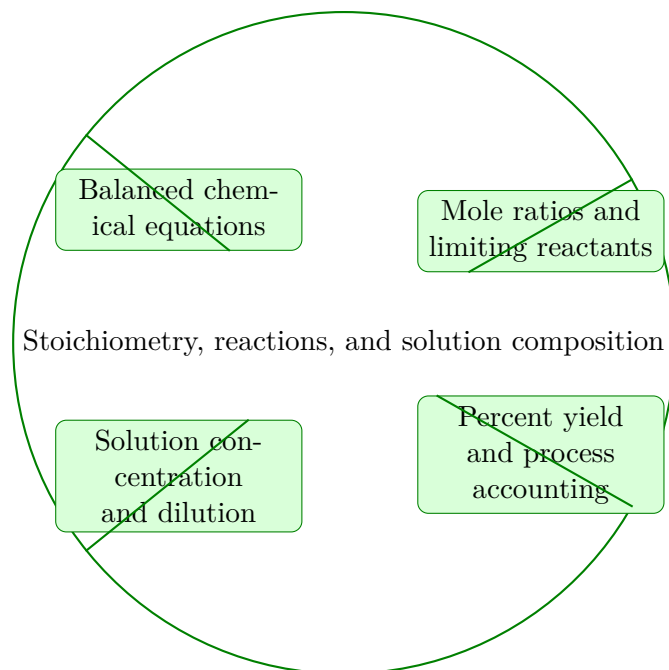 Balanced chem-
ical equations
Mole ratios and
limiting reactants
Stoichiometry, reactions, and solution composition
Solution con-
centration
and dilution
Percent yield
and process
accounting